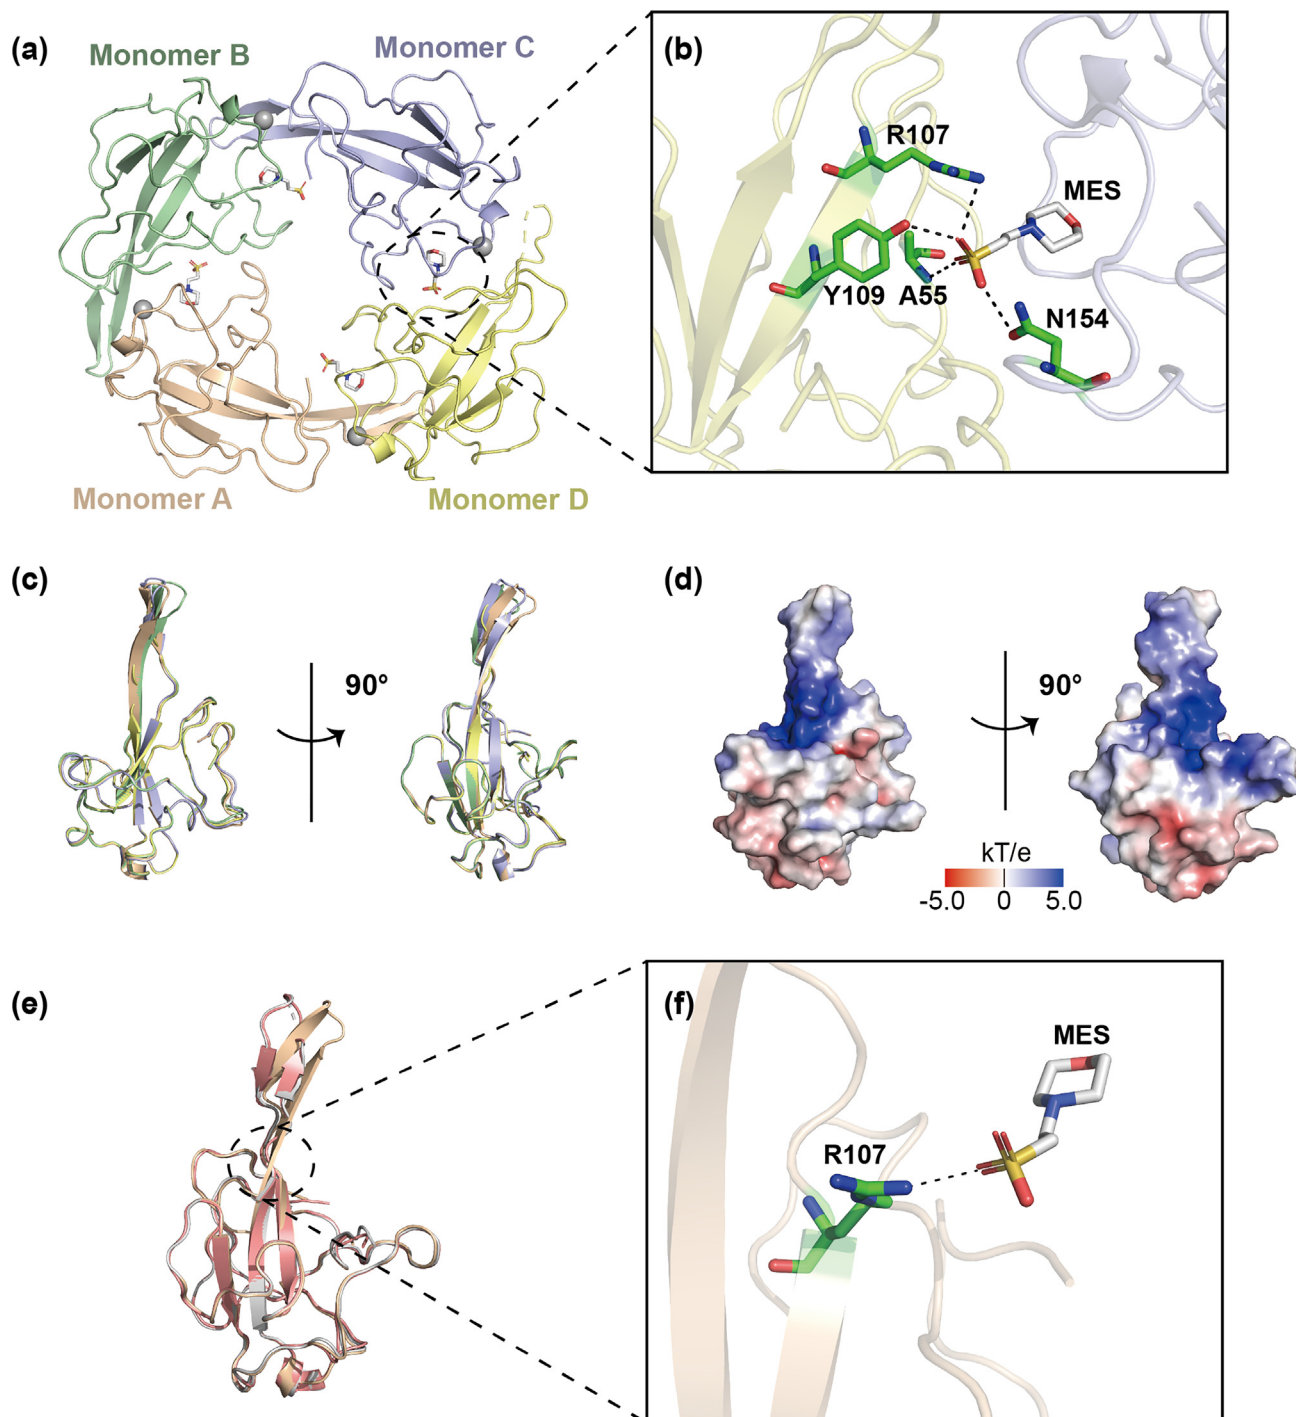 (a)
Monomer B
Monomer C
Monomer A
Monomer D
(b)
R107
MES
Y109
A55
N154
(c)
90°
(d)
90°
kT/e
-5.0
0
5.0
(e)
(f)
MES
R107